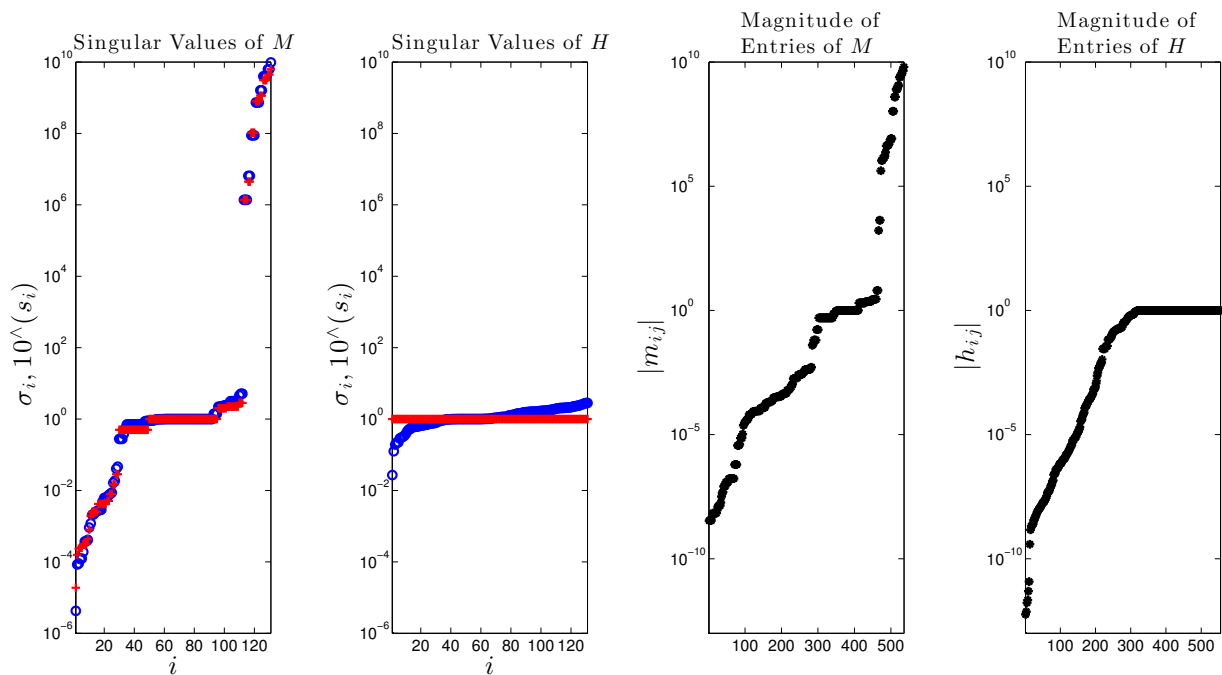 Singular Values of M
10^10
10^8
10^6
10^4
10^2
10^0
10^−2
10^−4
10^−6
σ_i, 10^(s_i)
20 40 60 80 100 120
i
Singular Values of H
10^10
10^8
10^6
10^4
10^2
10^0
10^−2
10^−4
10^−6
σ_i, 10^(s_i)
20 40 60 80 100 120
i
Magnitude of
Entries of M
10^10
10^5
10^0
10^−5
10^−10
|m_ij|
100 200 300 400 500
Magnitude of
Entries of H
10^10
10^5
10^0
10^−5
10^−10
|h_ij|
100 200 300 400 500